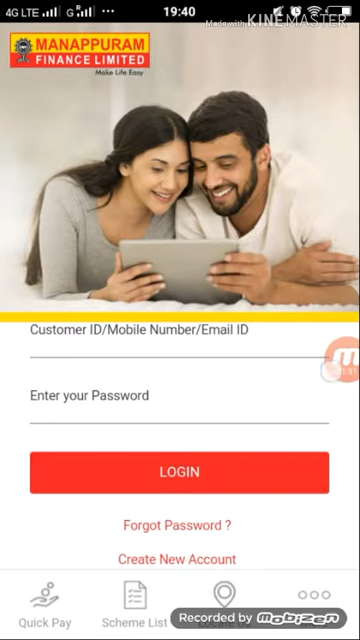 4G LTE G R 19:40
Made with KINEMASTER
MANAPPURAM
FINANCE LIMITED
Make Life Easy
Customer ID/Mobile Number/Email ID
Enter your Password
LOGIN
Forgot Password ?
Create New Account
Quick Pay Scheme List
Recorded by Mobizen